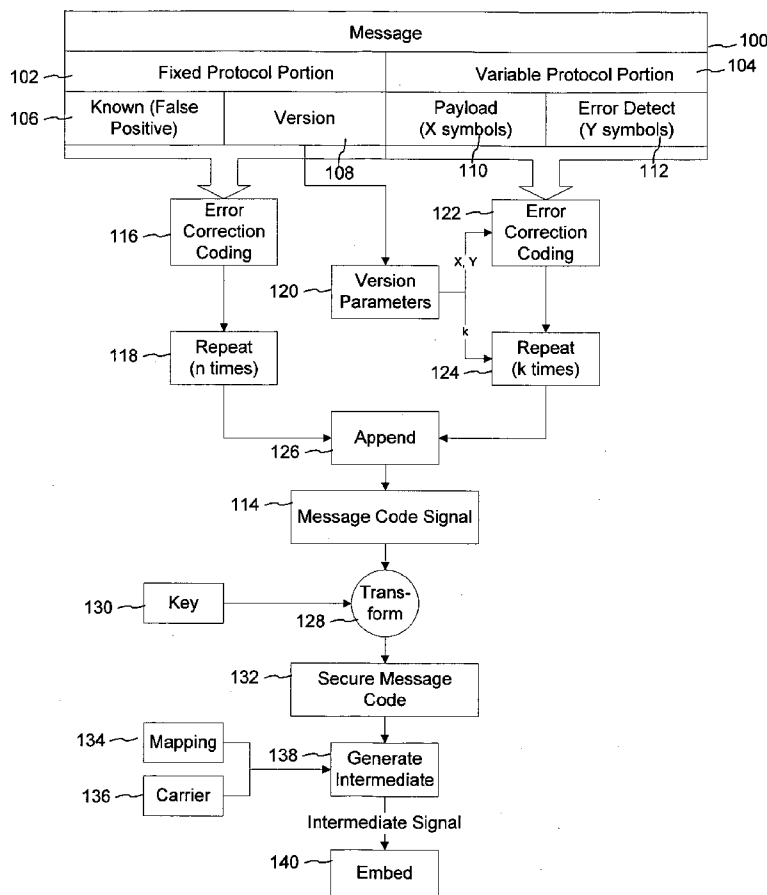 Message
100
102
Fixed Protocol Portion
Variable Protocol Portion
104
106
Known (False
Positive)
Version
Payload
(X symbols)
Error Detect
(Y symbols)
108
110
112
116
Error
Correction
Coding
122
Error
Correction
Coding
X, Y
120
Version
Parameters
k
118
Repeat
(n times)
124
Repeat
(k times)
126
Append
114
Message Code Signal
130
Key
Trans-
form
128
132
Secure Message
Code
134
Mapping
138
Generate
Intermediate
136
Carrier
Intermediate Signal
140
Embed